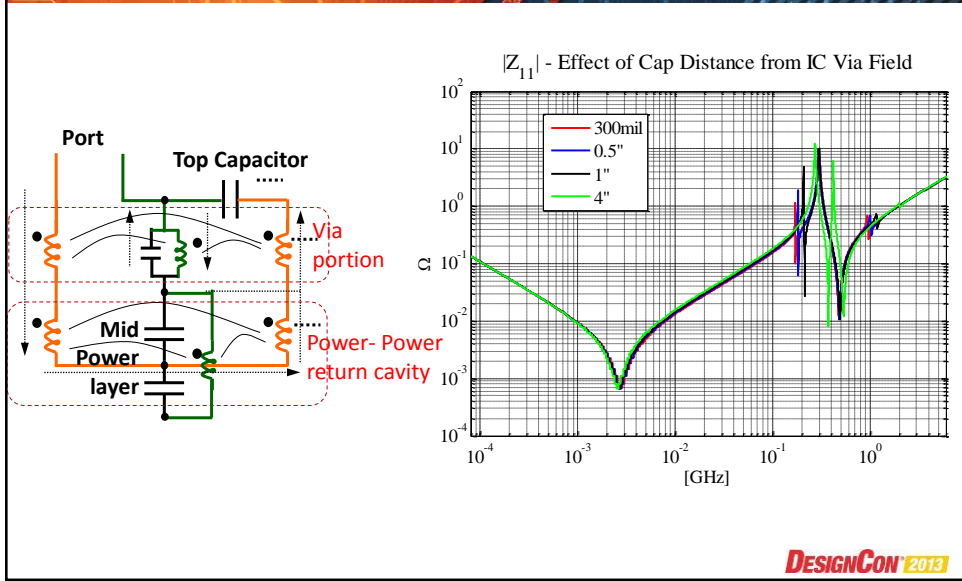 |Z11| - Effect of Cap Distance from IC Via Field
Port
Top Capacitor
Via
portion
Mid
Power
layer
Power- Power
return cavity
10^2
10^1
10^0
10^-1
10^-2
10^-3
10^-4
Ω
300mil
0.5"
1"
4"
10^-4
10^-3
10^-2
10^-1
10^0
[GHz]
DESIGNCON® 2013